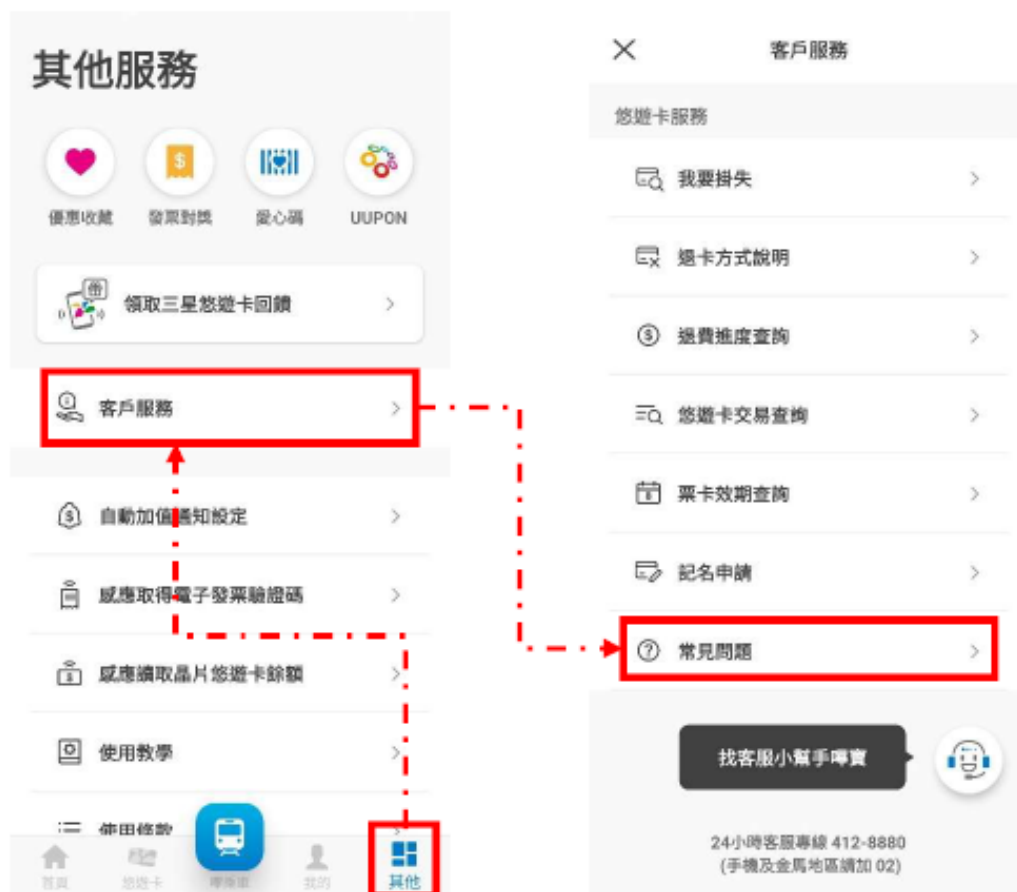 其他服務
優惠收藏
發票對獎
愛心碼
UUPON
領取三星悠遊卡回饋
客戶服務
自動加值通知設定
感應取得電子發票驗證碼
感應讀取晶片悠遊卡餘額
使用教學
使用條款
首頁
悠遊卡
嗶乘車
我的
其他
客戶服務
悠遊卡服務
我要掛失
退卡方式說明
退費進度查詢
悠遊卡交易查詢
票卡效期查詢
記名申請
常見問題
找客服小幫手嗶寶
24小時客服專線 412-8880
(手機及金馬地區請加 02)